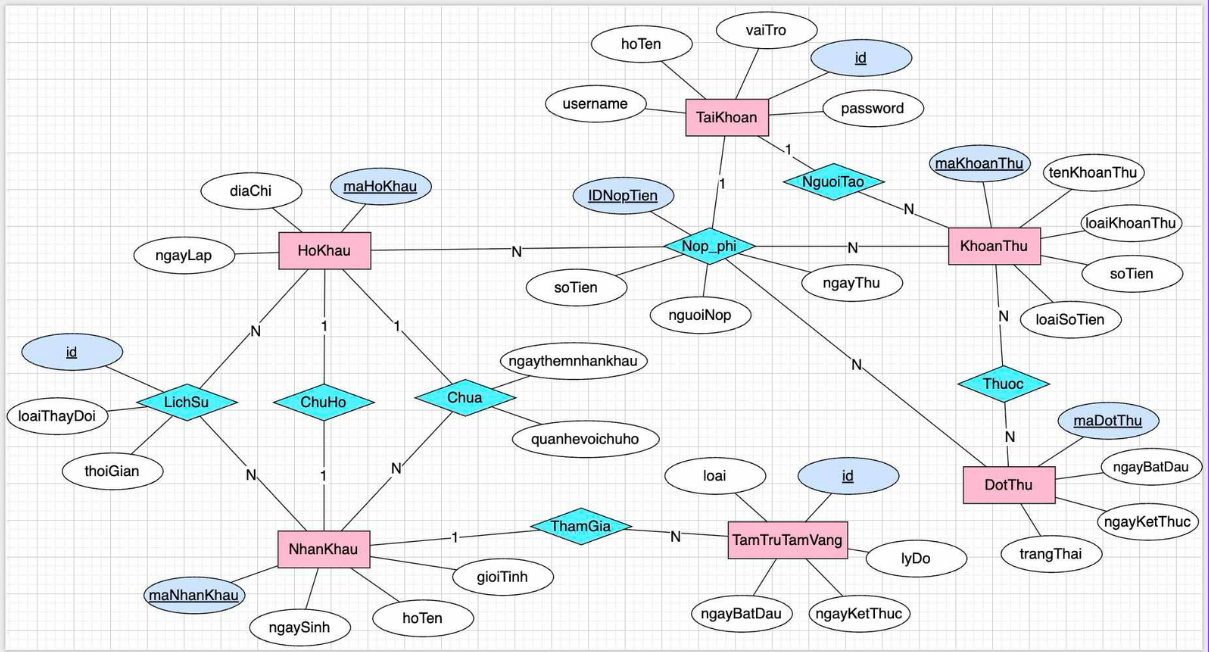 vaiTro
hoTen
id
username
TaiKhoan
password
1
NguoiTao
N
1
maKhoanThu
tenKhoanThu
loaiKhoanThu
KhoanThu
soTien
loaiSoTien
diaChi
maHoKhau
ngayLap
HoKhau
IDNopTien
N
Nop_phi
N
soTien
nguoiNop
ngayThu
N
N
Thuoc
N
maDotThu
ngayBatDau
DotThu
ngayKetThuc
trangThai
N
1
1
id
LichSu
ChuHo
Chua
ngaythemnhankhau
quanhevoichuho
loaiThayDoi
thoiGian
N
1
N
NhanKhau
maNhanKhau
ngaySinh
hoTen
gioiTinh
1
ThamGia
N
loai
id
TamTruTamVang
lyDo
ngayBatDau
ngayKetThuc